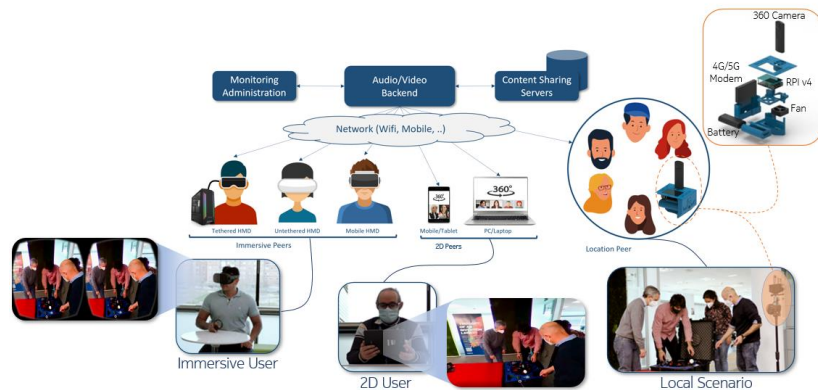 360 Camera
4G/5G
Modem
RPI v4
Fan
Battery
Monitoring
Administration
Audio/Video
Backend
Content Sharing
Servers
Network (Wifi, Mobile, ..)
360°
360°
Tethered HMD
Untethered HMD
Mobile HMD
Mobile/Tablet
PC/Laptop
Immersive Peers
2D Peers
Location Peer
Immersive User
2D User
Local Scenario